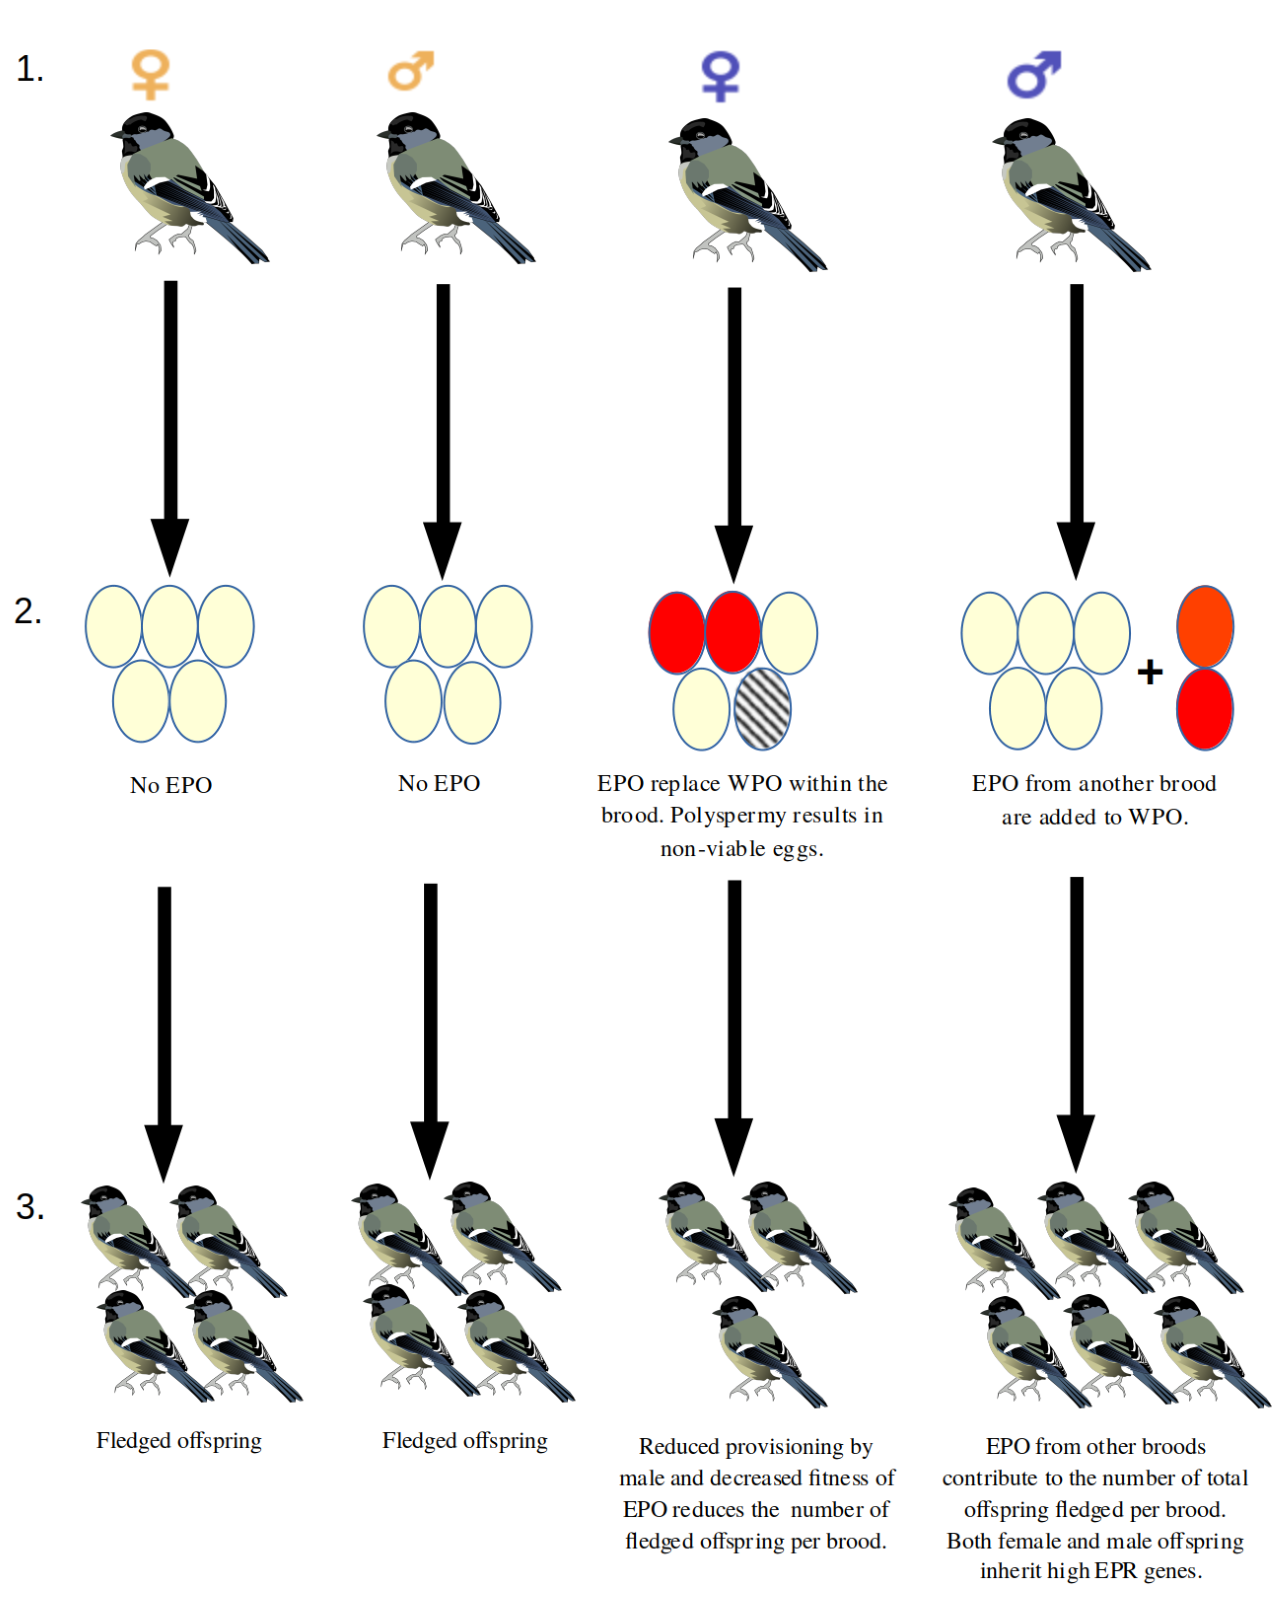 1.
♀ ♂ ♀ ♂
2.
+
No EPO
No EPO
EPO replace WPO within the
brood. Polyspermy results in
non-viable eggs.
EPO from another brood
are added to WPO.
3.
Fledged offspring
Fledged offspring
Reduced provisioning by
male and decreased fitness of
EPO reduces the number of
fledged offspring per brood.
EPO from other broods
contribute to the number of total
offspring fledged per brood.
Both female and male offspring
inherit high EPR genes.